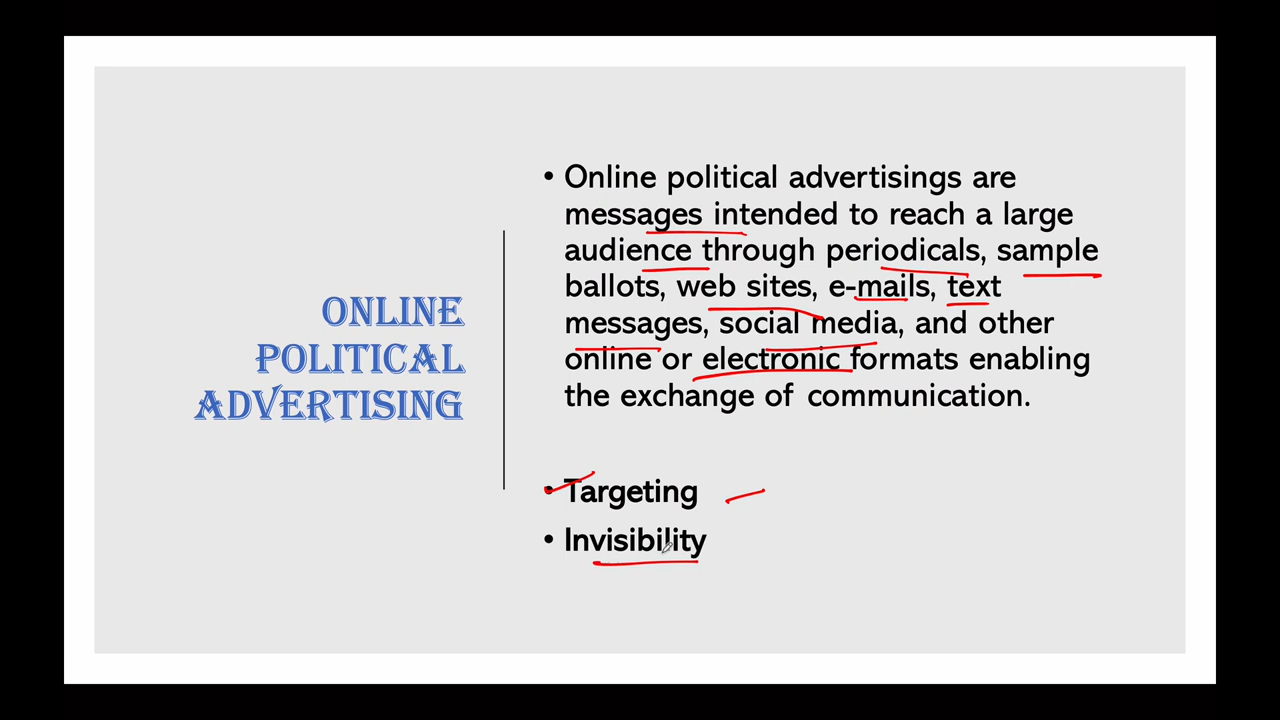 ONLINE
POLITICAL
ADVERTISING
• Online political advertisings are
messages intended to reach a large
audience through periodicals, sample
ballots, web sites, e-mails, text
messages, social media, and other
online or electronic formats enabling
the exchange of communication.
• Targeting
• Invisibility